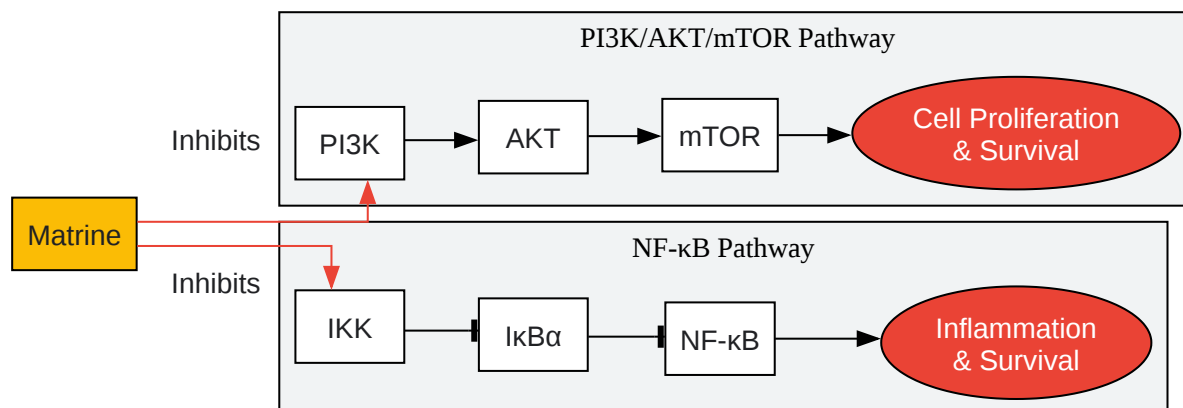 PI3K/AKT/mTOR Pathway
Inhibits
PI3K
AKT
mTOR
Cell Proliferation
& Survival
Matrine
NF-κB Pathway
Inhibits
IKK
IκBα
NF-κB
Inflammation
& Survival